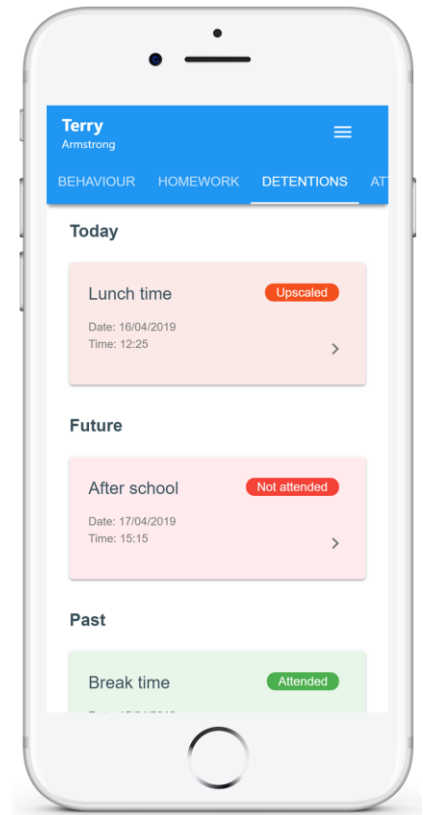 Terry
Armstrong
BEHAVIOUR HOMEWORK DETENTIONS
Today
Lunch time Upscaled
Date: 16/04/2019
Time: 12:25
Future
After school Not attended
Date: 17/04/2019
Time: 15:15
Past
Break time Attended